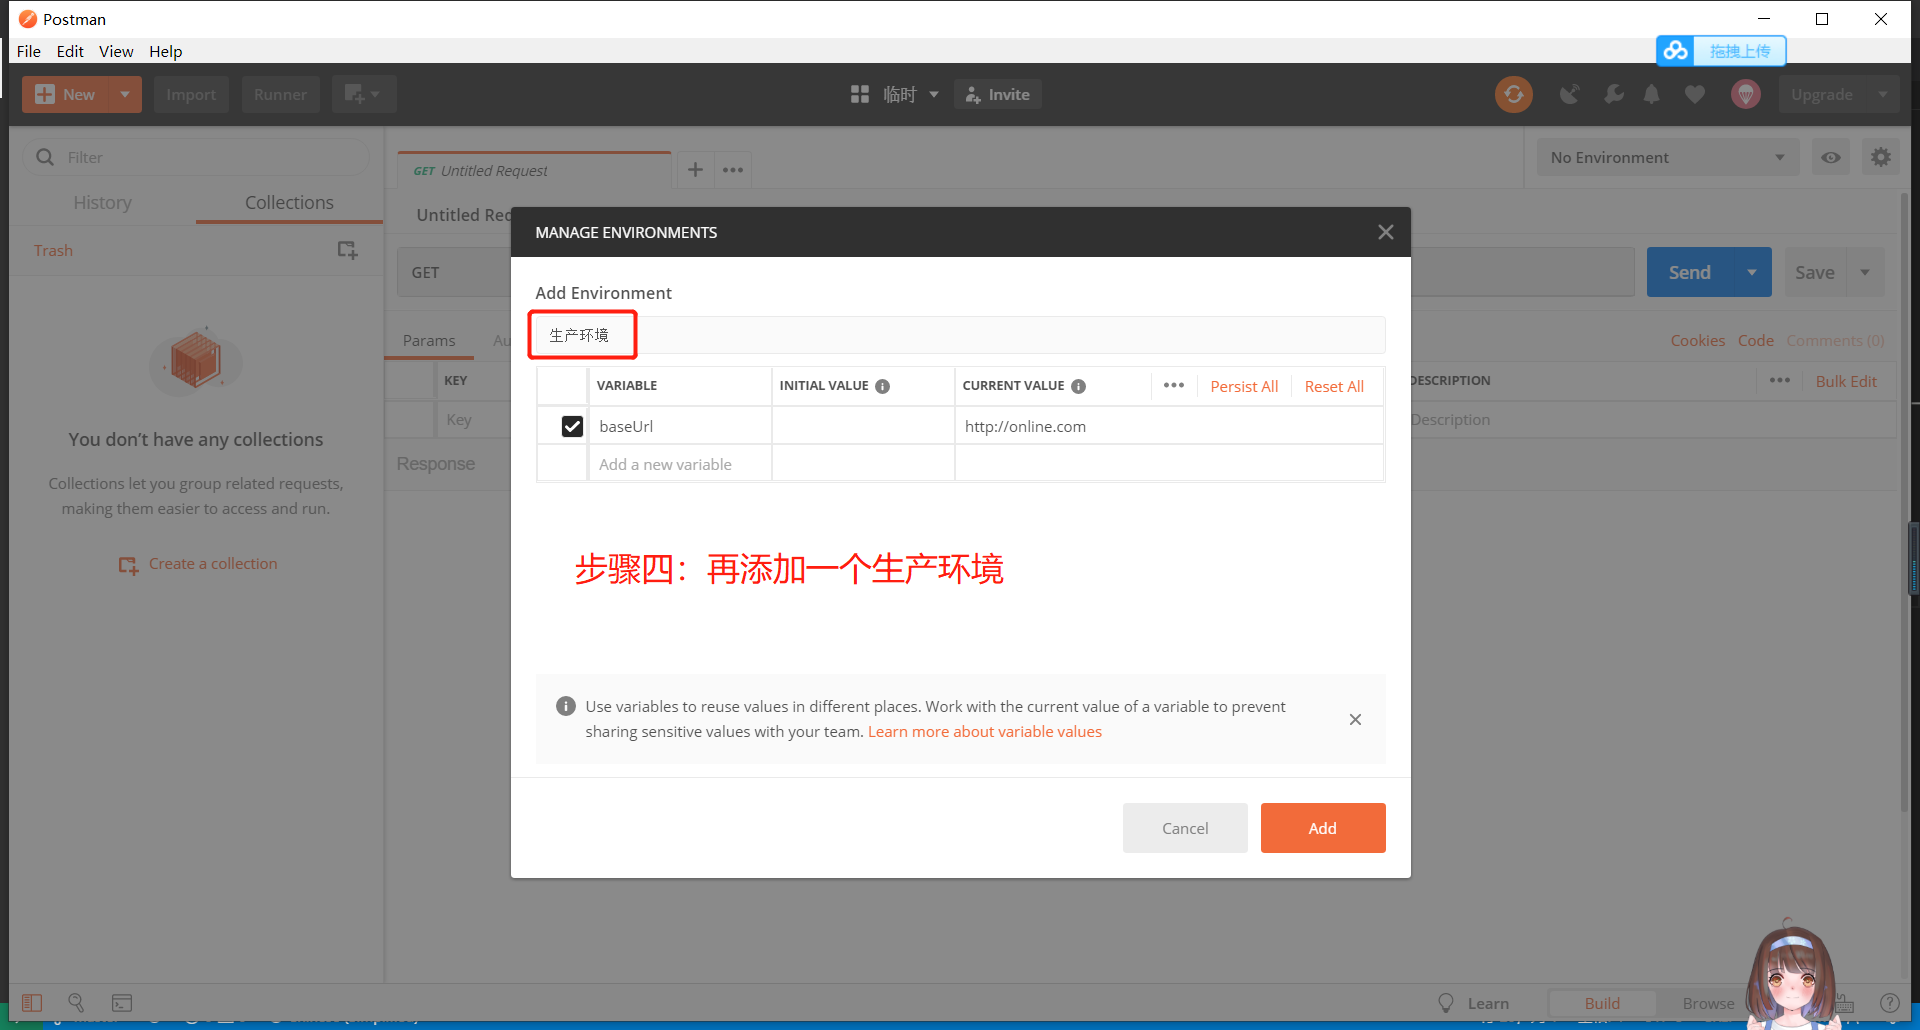 Postman
File Edit View Help
拖拽上传
New Import Runner 临时 Invite Upgrade
Filter
History Collections
Trash
You don't have any collections
Collections let you group related requests,
making them easier to access and run.
Create a collection
GET Untitled Request
No Environment
Untitled Rec
GET Send Save
Params Au Cookies Code Comments (0)
KEY DESCRIPTION Bulk Edit
Key Description
Response
MANAGE ENVIRONMENTS
Add Environment
生产环境
VARIABLE INITIAL VALUE CURRENT VALUE Persist All Reset All
baseUrl http://online.com
Add a new variable
步骤四：再添加一个生产环境
Use variables to reuse values in different places. Work with the current value of a variable to prevent
sharing sensitive values with your team. Learn more about variable values
Cancel Add
Learn Build Browse